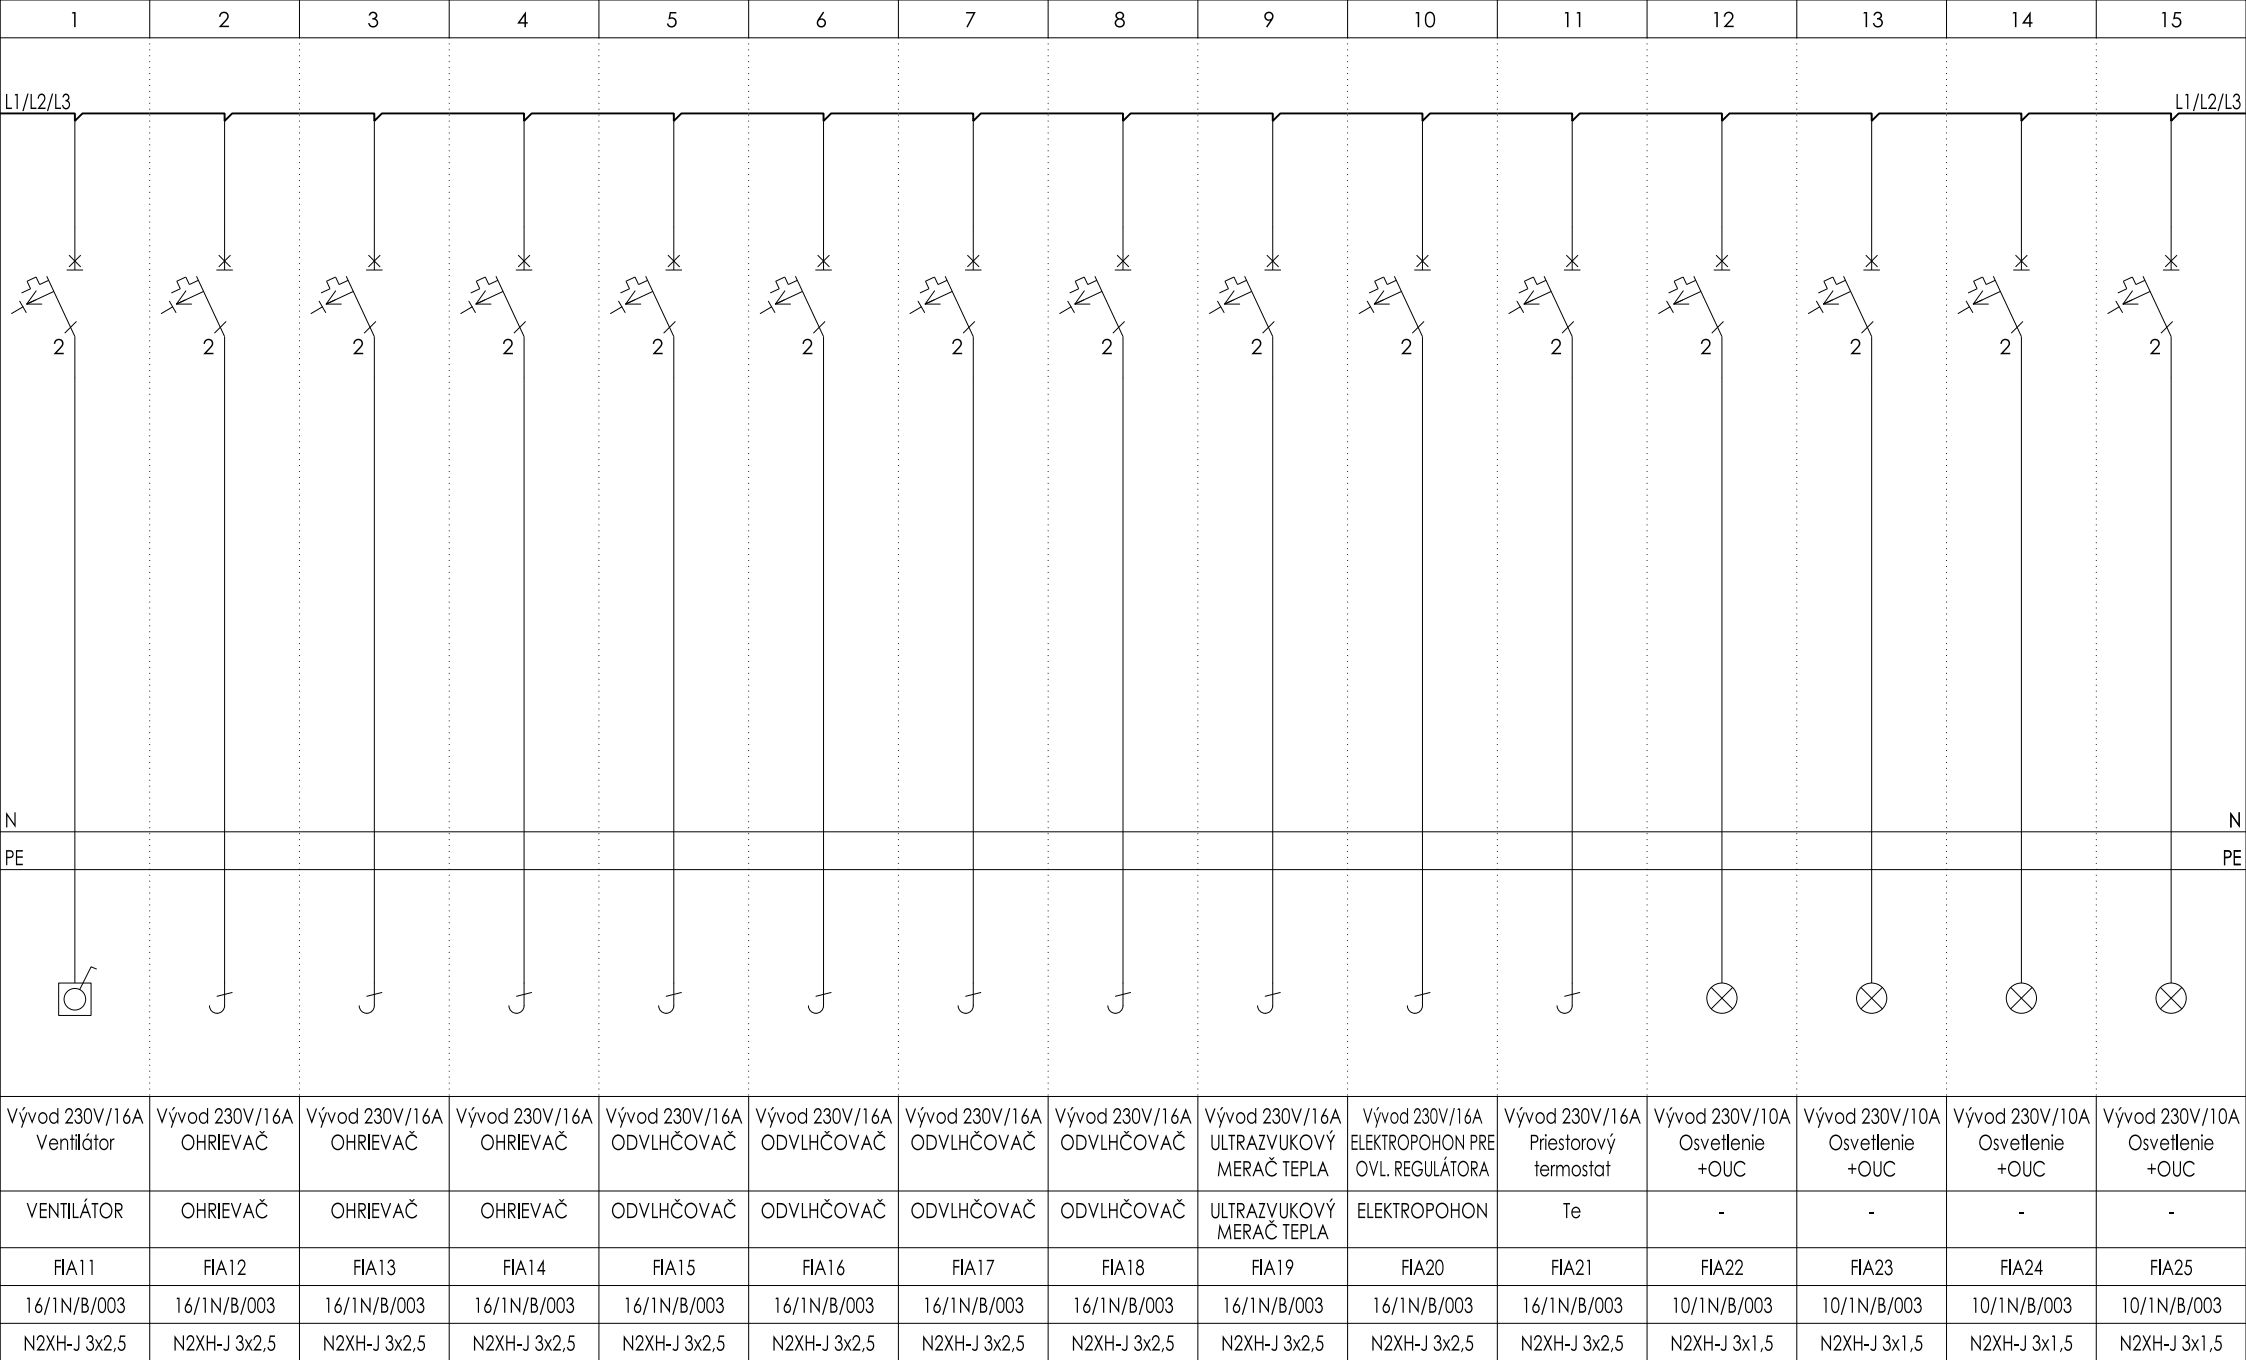 1 2 3 4 5 6 7 8 9 10 11 12 13 14 15
L1/L2/L3 L1/L2/L3
2 2 2 2 2 2 2 2 2 2 2 2 2 2 2
N N
PE PE
Vývod 230V/16A Vývod 230V/16A Vývod 230V/16A Vývod 230V/16A Vývod 230V/16A Vývod 230V/16A Vývod 230V/16A Vývod 230V/16A Vývod 230V/16A Vývod 230V/16A Vývod 230V/16A Vývod 230V/10A Vývod 230V/10A Vývod 230V/10A Vývod 230V/10A
Ventilátor OHRIEVAČ OHRIEVAČ OHRIEVAČ ODVLHČOVAČ ODVLHČOVAČ ODVLHČOVAČ ODVLHČOVAČ ULTRAZVUKOVÝ ELEKTROPOHON PRE Priestorový Osvetlenie Osvetlenie Osvetlenie Osvetlenie
MERAČ TEPLA OVL. REGULÁTORA termostat +OUC +OUC +OUC +OUC
VENTILÁTOR OHRIEVAČ OHRIEVAČ OHRIEVAČ ODVLHČOVAČ ODVLHČOVAČ ODVLHČOVAČ ODVLHČOVAČ ULTRAZVUKOVÝ ELEKTROPOHON Te - - - -
MERAČ TEPLA
FIA11 FIA12 FIA13 FIA14 FIA15 FIA16 FIA17 FIA18 FIA19 FIA20 FIA21 FIA22 FIA23 FIA24 FIA25
16/1N/B/003 16/1N/B/003 16/1N/B/003 16/1N/B/003 16/1N/B/003 16/1N/B/003 16/1N/B/003 16/1N/B/003 16/1N/B/003 16/1N/B/003 16/1N/B/003 10/1N/B/003 10/1N/B/003 10/1N/B/003 10/1N/B/003
N2XH-J 3x2,5 N2XH-J 3x2,5 N2XH-J 3x2,5 N2XH-J 3x2,5 N2XH-J 3x2,5 N2XH-J 3x2,5 N2XH-J 3x2,5 N2XH-J 3x2,5 N2XH-J 3x2,5 N2XH-J 3x2,5 N2XH-J 3x2,5 N2XH-J 3x1,5 N2XH-J 3x1,5 N2XH-J 3x1,5 N2XH-J 3x1,5